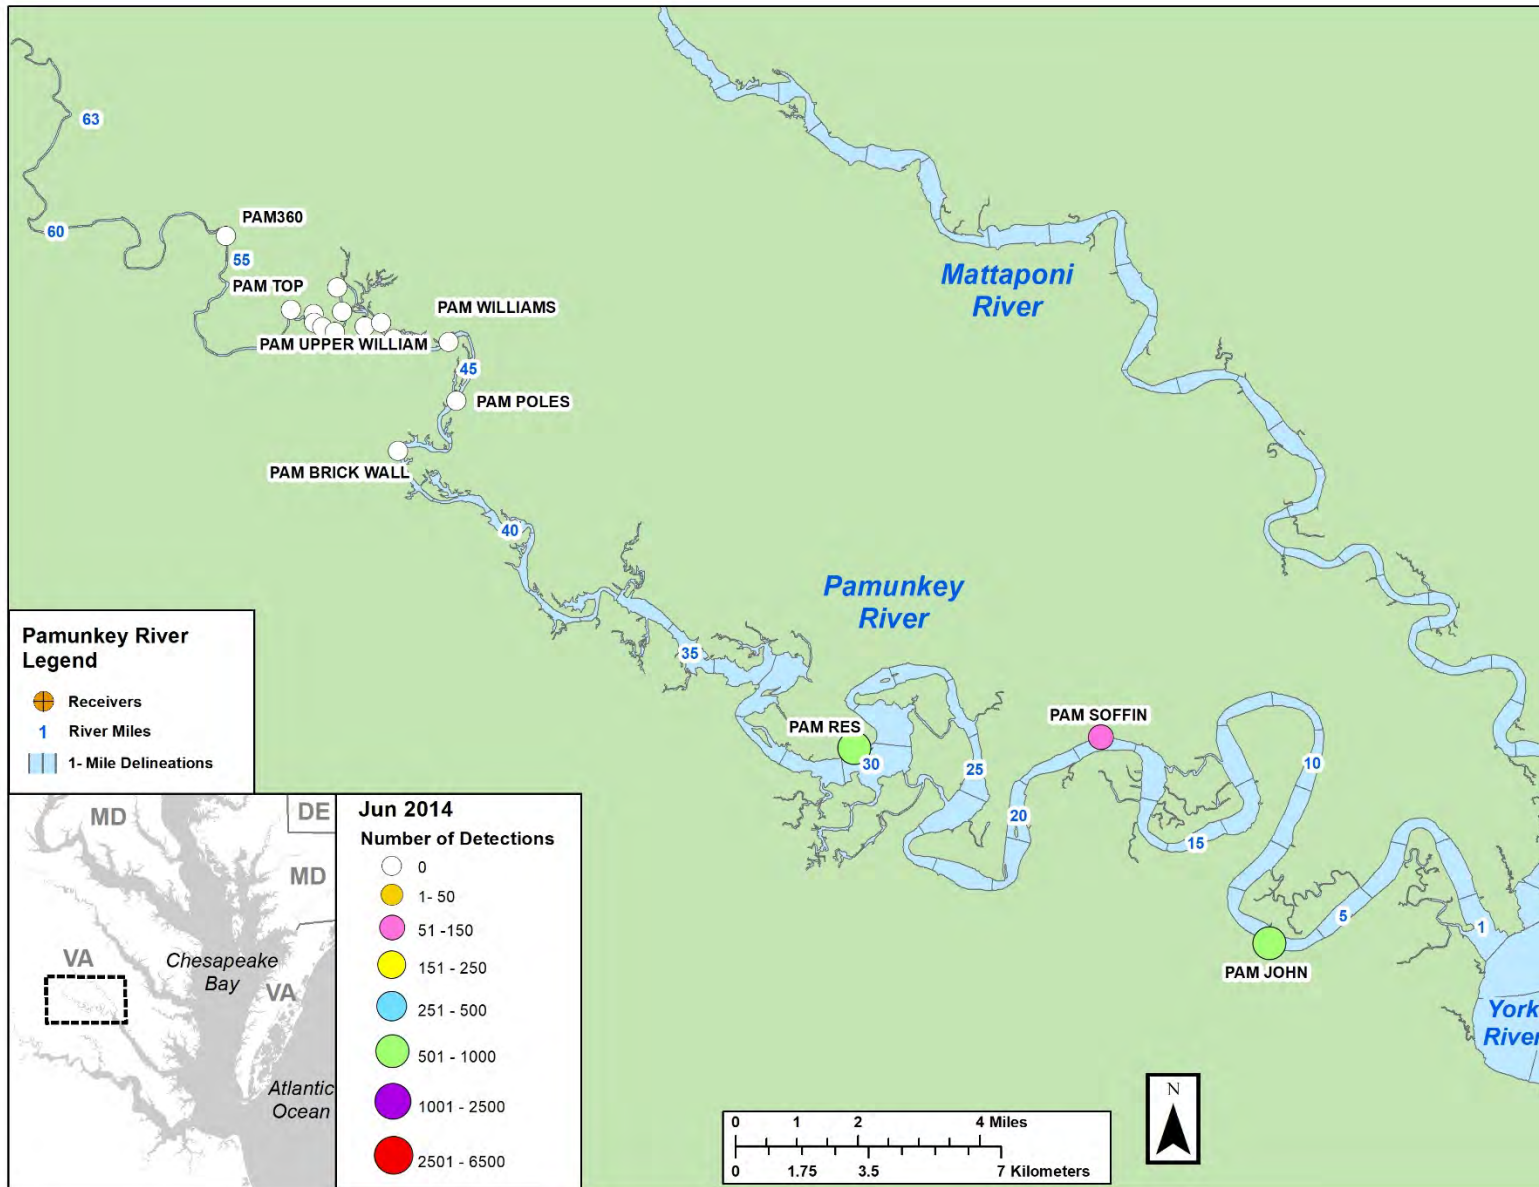 63
PAM360
60
55
PAM TOP
PAM WILLIAMS
PAM UPPER WILLIAM
45
PAM POLES
PAM BRICK WALL
40
Mattaponi
River
Pamunkey
River
35
PAM RES
30
25
PAM SOFFIN
20
15
10
5
1
PAM JOHN
York
River
Pamunkey River
Legend
Receivers
1 River Miles
1- Mile Delineations
MD
DE
MD
VA
Chesapeake
Bay
VA
Atlantic
Ocean
Jun 2014
Number of Detections
0
1- 50
51 -150
151 - 250
251 - 500
501 - 1000
1001 - 2500
2501 - 6500
0 1 2 4 Miles
0 1.75 3.5 7 Kilometers
N